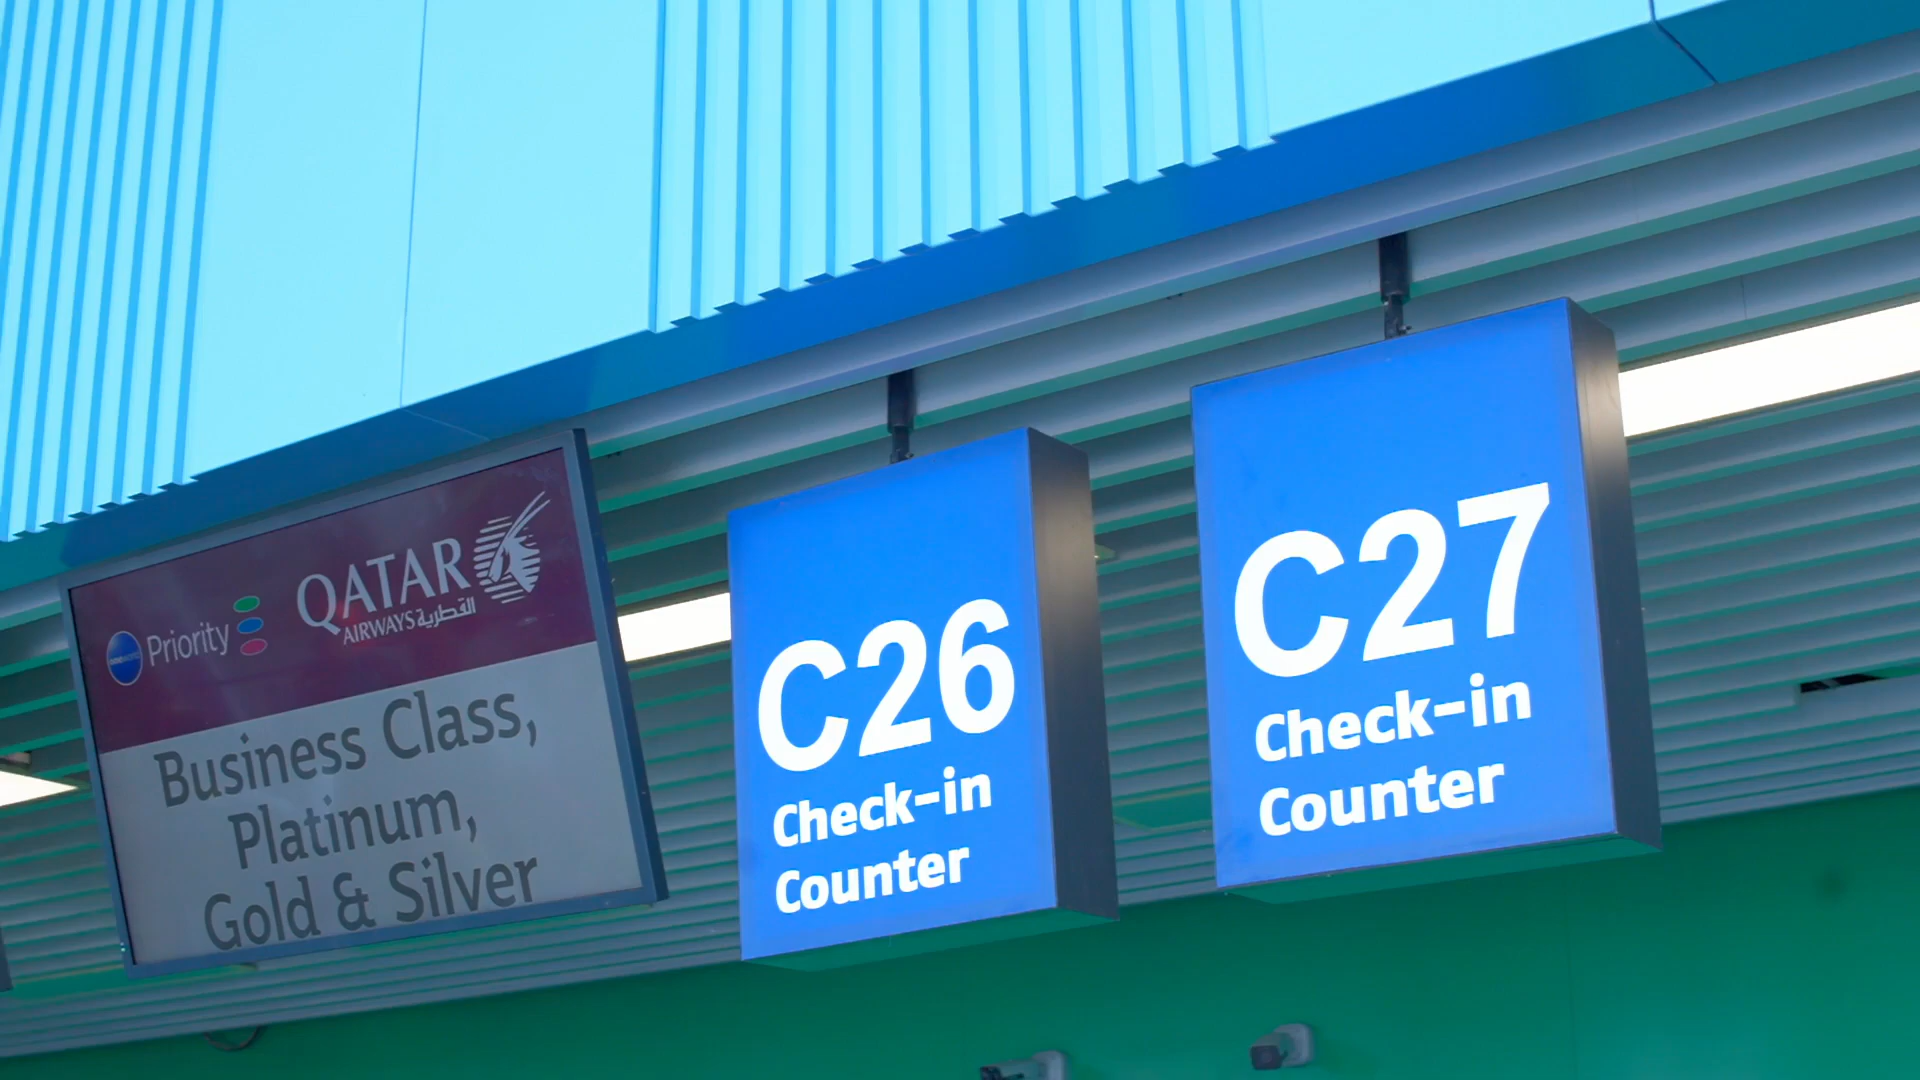 Priority
QATAR
AIRWAYS القطرية
Business Class,
Platinum,
Gold & Silver
C26
Check-in
Counter
C27
Check-in
Counter